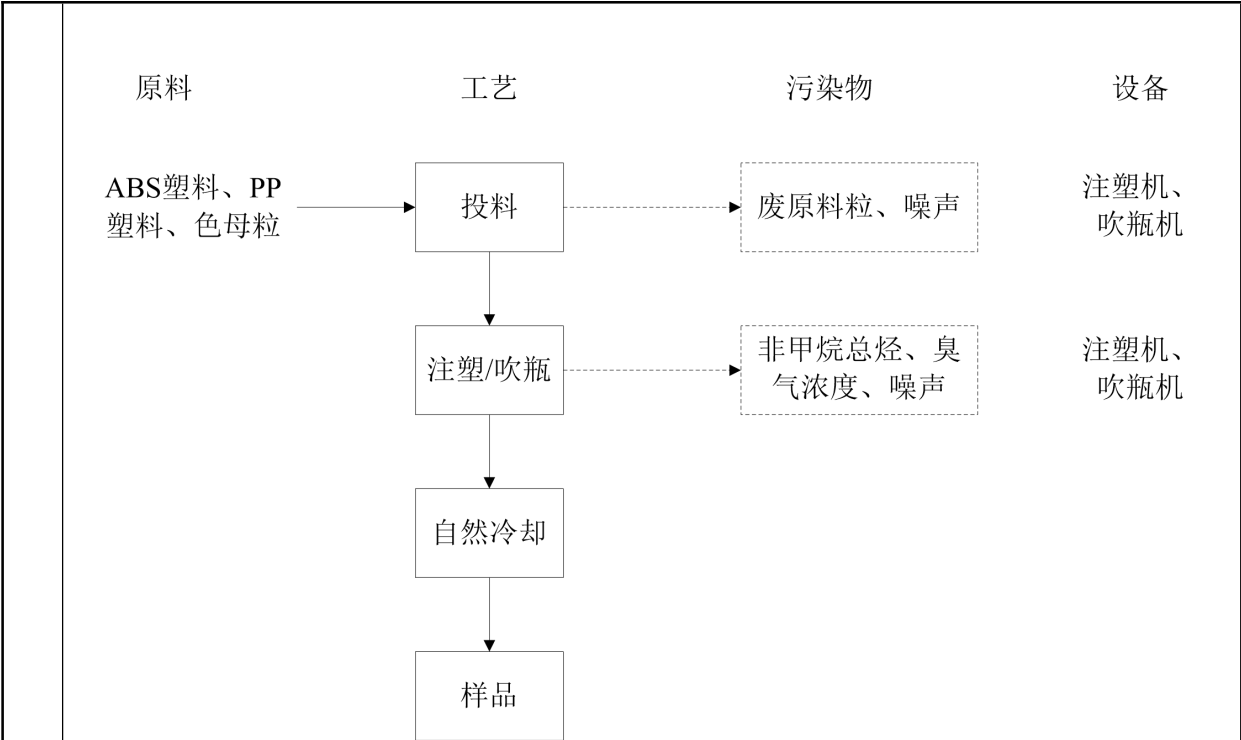 原料 工艺 污染物 设备
ABS塑料、PP
塑料、色母粒
投料
废原料粒、噪声
注塑机、
吹瓶机
注塑/吹瓶
非甲烷总烃、臭
气浓度、噪声
注塑机、
吹瓶机
自然冷却
样品